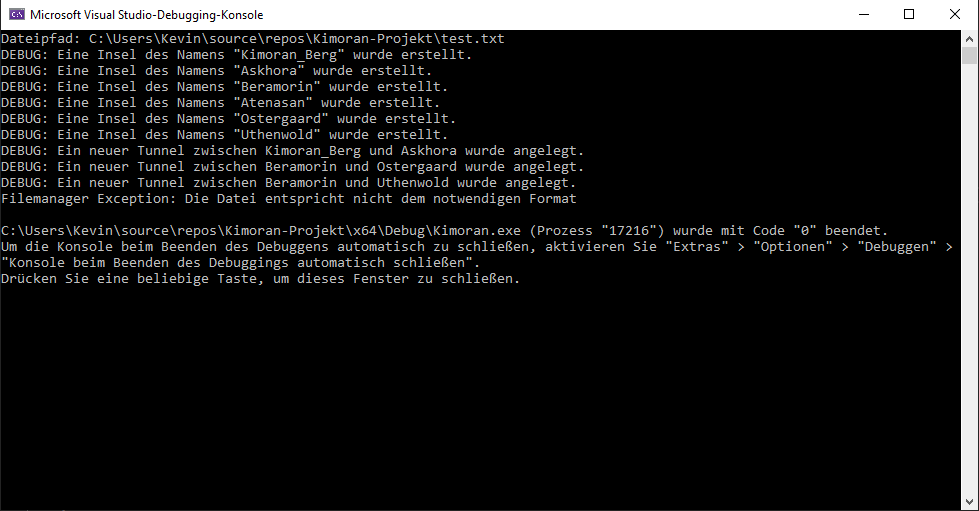 Microsoft Visual Studio-Debugging-Konsole
Dateipfad: C:\Users\Kevin\source\repos\Kimoran-Projekt\test.txt
DEBUG: Eine Insel des Namens "Kimoran_Berg" wurde erstellt.
DEBUG: Eine Insel des Namens "Askhora" wurde erstellt.
DEBUG: Eine Insel des Namens "Beramorin" wurde erstellt.
DEBUG: Eine Insel des Namens "Atenasan" wurde erstellt.
DEBUG: Eine Insel des Namens "Ostergaard" wurde erstellt.
DEBUG: Eine Insel des Namens "Uthenwold" wurde erstellt.
DEBUG: Ein neuer Tunnel zwischen Kimoran_Berg und Askhora wurde angelegt.
DEBUG: Ein neuer Tunnel zwischen Beramorin und Ostergaard wurde angelegt.
DEBUG: Ein neuer Tunnel zwischen Beramorin und Uthenwold wurde angelegt.
Filemanager Exception: Die Datei entspricht nicht dem notwendigen Format
C:\Users\Kevin\source\repos\Kimoran-Projekt\x64\Debug\Kimoran.exe (Prozess "17216") wurde mit Code "0" beendet.
Um die Konsole beim Beenden des Debuggens automatisch zu schließen, aktivieren Sie "Extras" > "Optionen" > "Debuggen" >
"Konsole beim Beenden des Debuggings automatisch schließen".
Drücken Sie eine beliebige Taste, um dieses Fenster zu schließen.